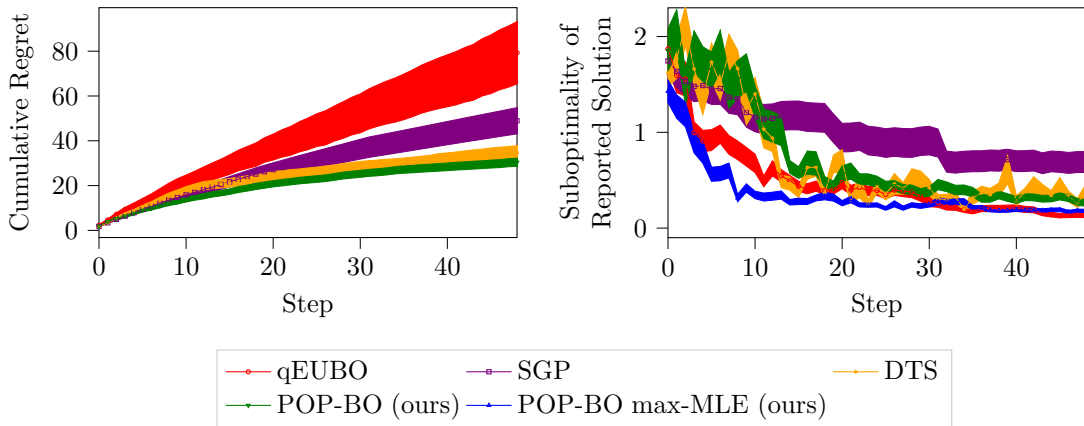 Cumulative Regret
80
60
40
20
0
0 10 20 30 40
Step
Suboptimality of
Reported Solution
2
1
0
0 10 20 30 40
Step
qEUBO SGP DTS
POP-BO (ours) POP-BO max-MLE (ours)